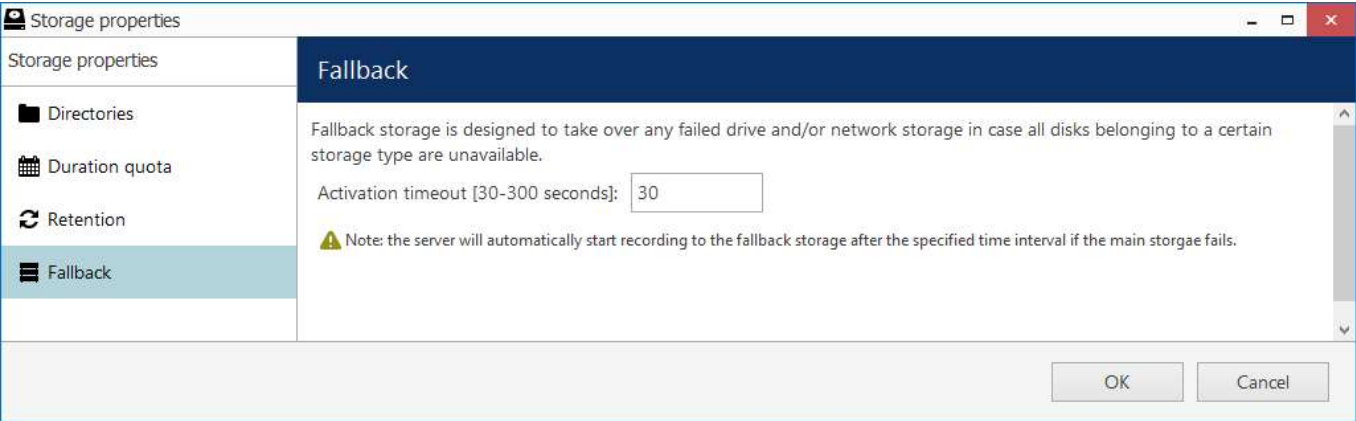 Storage properties
Storage properties
Directories
Duration quota
Retention
Fallback
Fallback
Fallback storage is designed to take over any failed drive and/or network storage in case all disks belonging to a certain
storage type are unavailable.
Activation timeout [30-300 seconds]: 30
Note: the server will automatically start recording to the fallback storage after the specified time interval if the main storgae fails.
OK Cancel